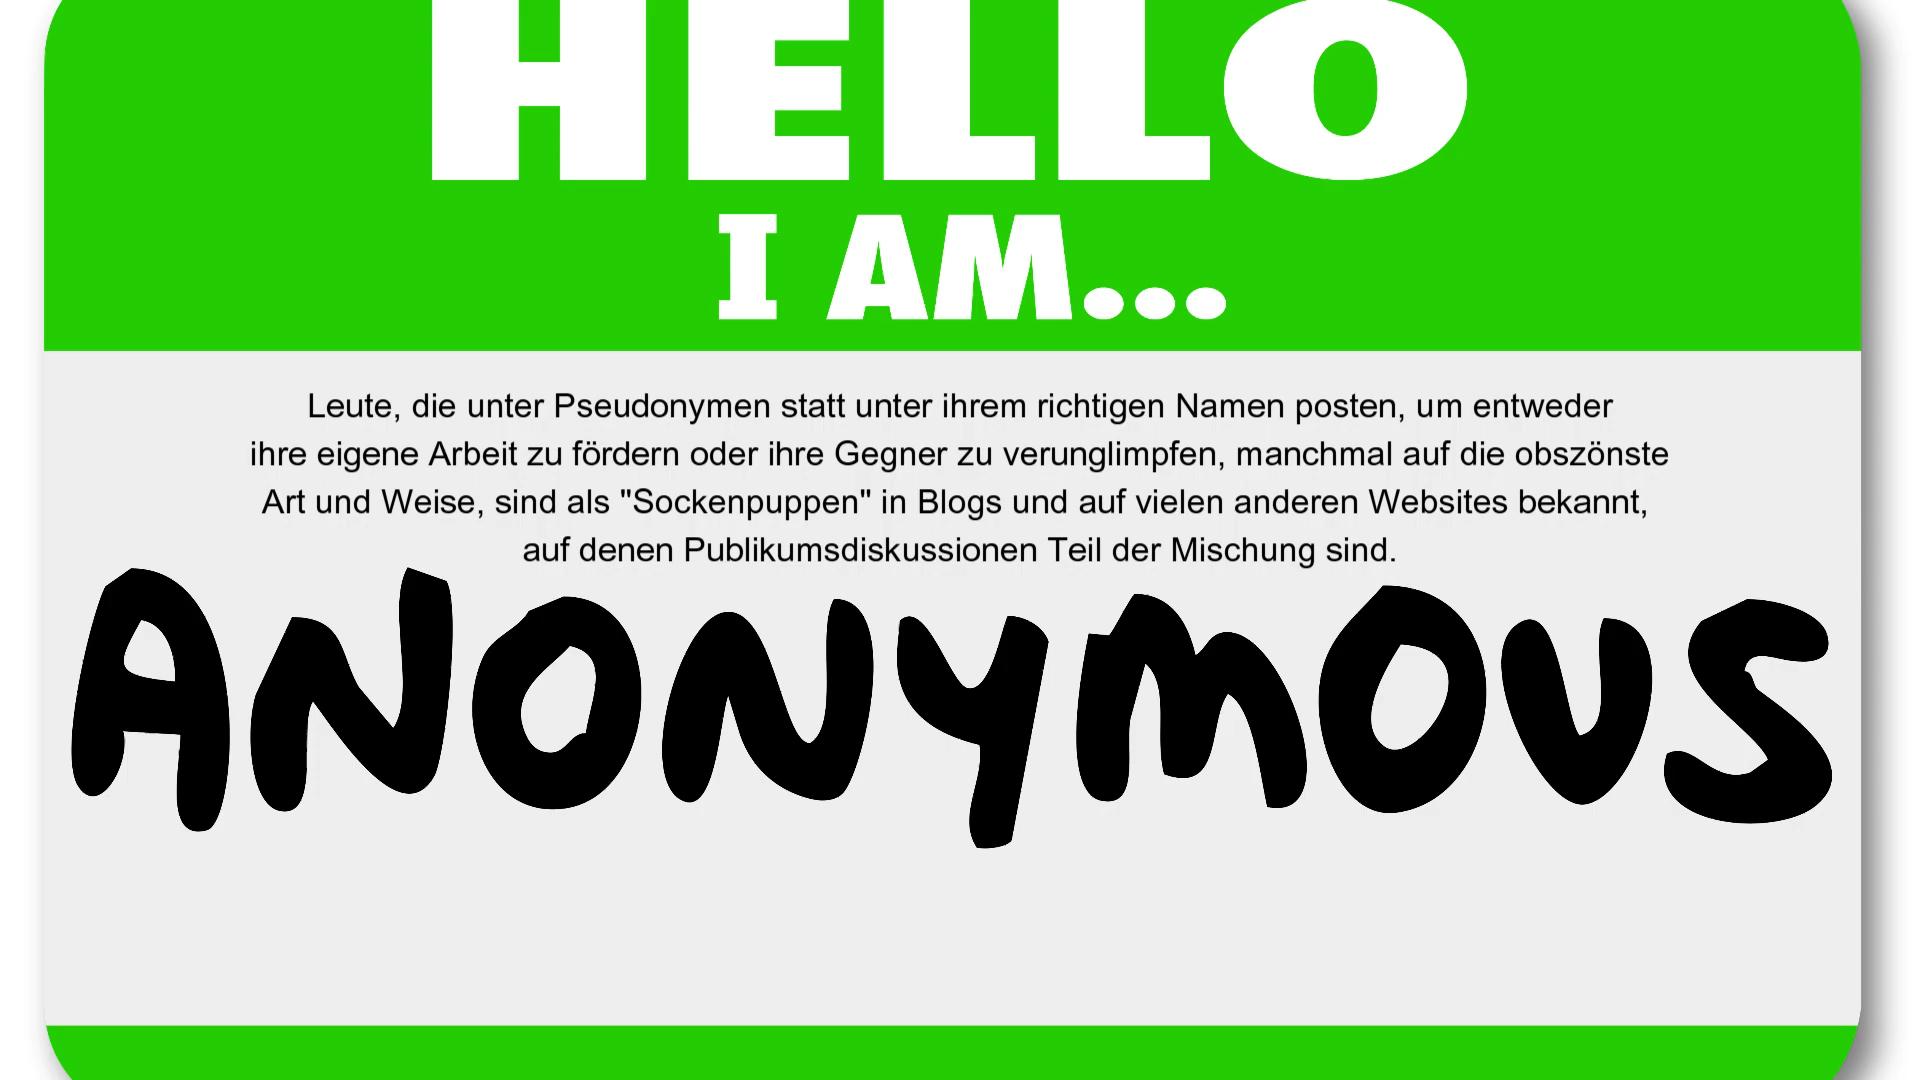 HELLO
I AM...
Leute, die unter Pseudonymen statt unter ihrem richtigen Namen posten, um entweder
ihre eigene Arbeit zu fördern oder ihre Gegner zu verunglimpfen, manchmal auf die obszönste
Art und Weise, sind als "Sockenpuppen" in Blogs und auf vielen anderen Websites bekannt,
auf denen Publikumsdiskussionen Teil der Mischung sind.
ANONYMOUS